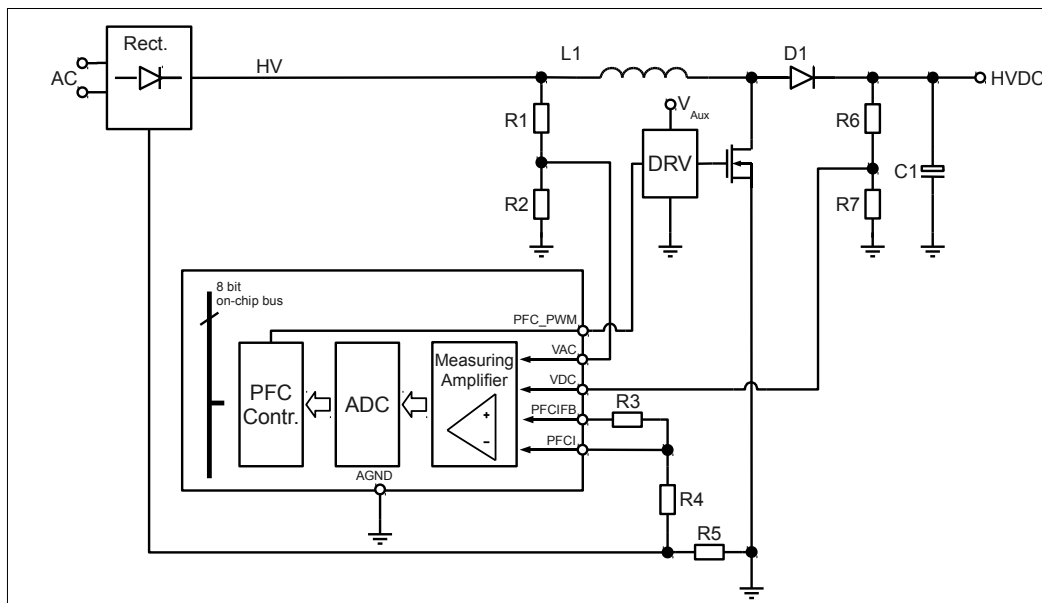 Rect.
AC
HV
L1
D1
HVDC
R1
V Aux
R6
DRV
C1
R2
R7
8 bit
on-chip bus
PFC_PWM
VAC
Measuring
Amplifier
VDC
PFC
Contr.
ADC
+
-
PFCIFB
R3
PFCI
AGND
R4
R5